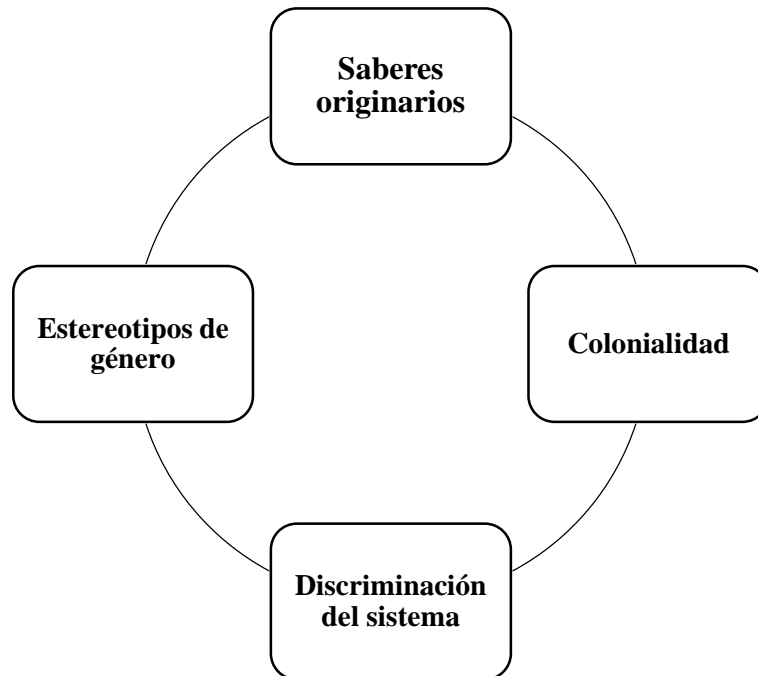 Saberes
originarios
Estereotipos de
género
Colonialidad
Discriminación
del sistema